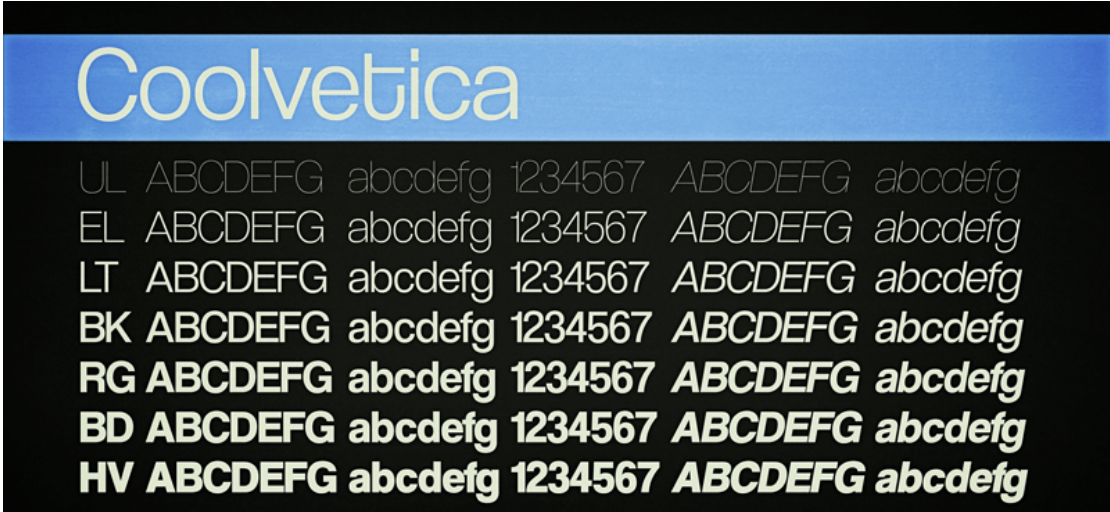 Coolvetica
UL ABCDEFG abcdefg 1234567 ABCDEFG abcdefg
EL ABCDEFG abcdefg 1234567 ABCDEFG abcdefg
LT ABCDEFG abcdefg 1234567 ABCDEFG abcdefg
BK ABCDEFG abcdefg 1234567 ABCDEFG abcdefg
RG ABCDEFG abcdefg 1234567 ABCDEFG abcdefg
BD ABCDEFG abcdefg 1234567 ABCDEFG abcdefg
HV ABCDEFG abcdefg 1234567 ABCDEFG abcdefg